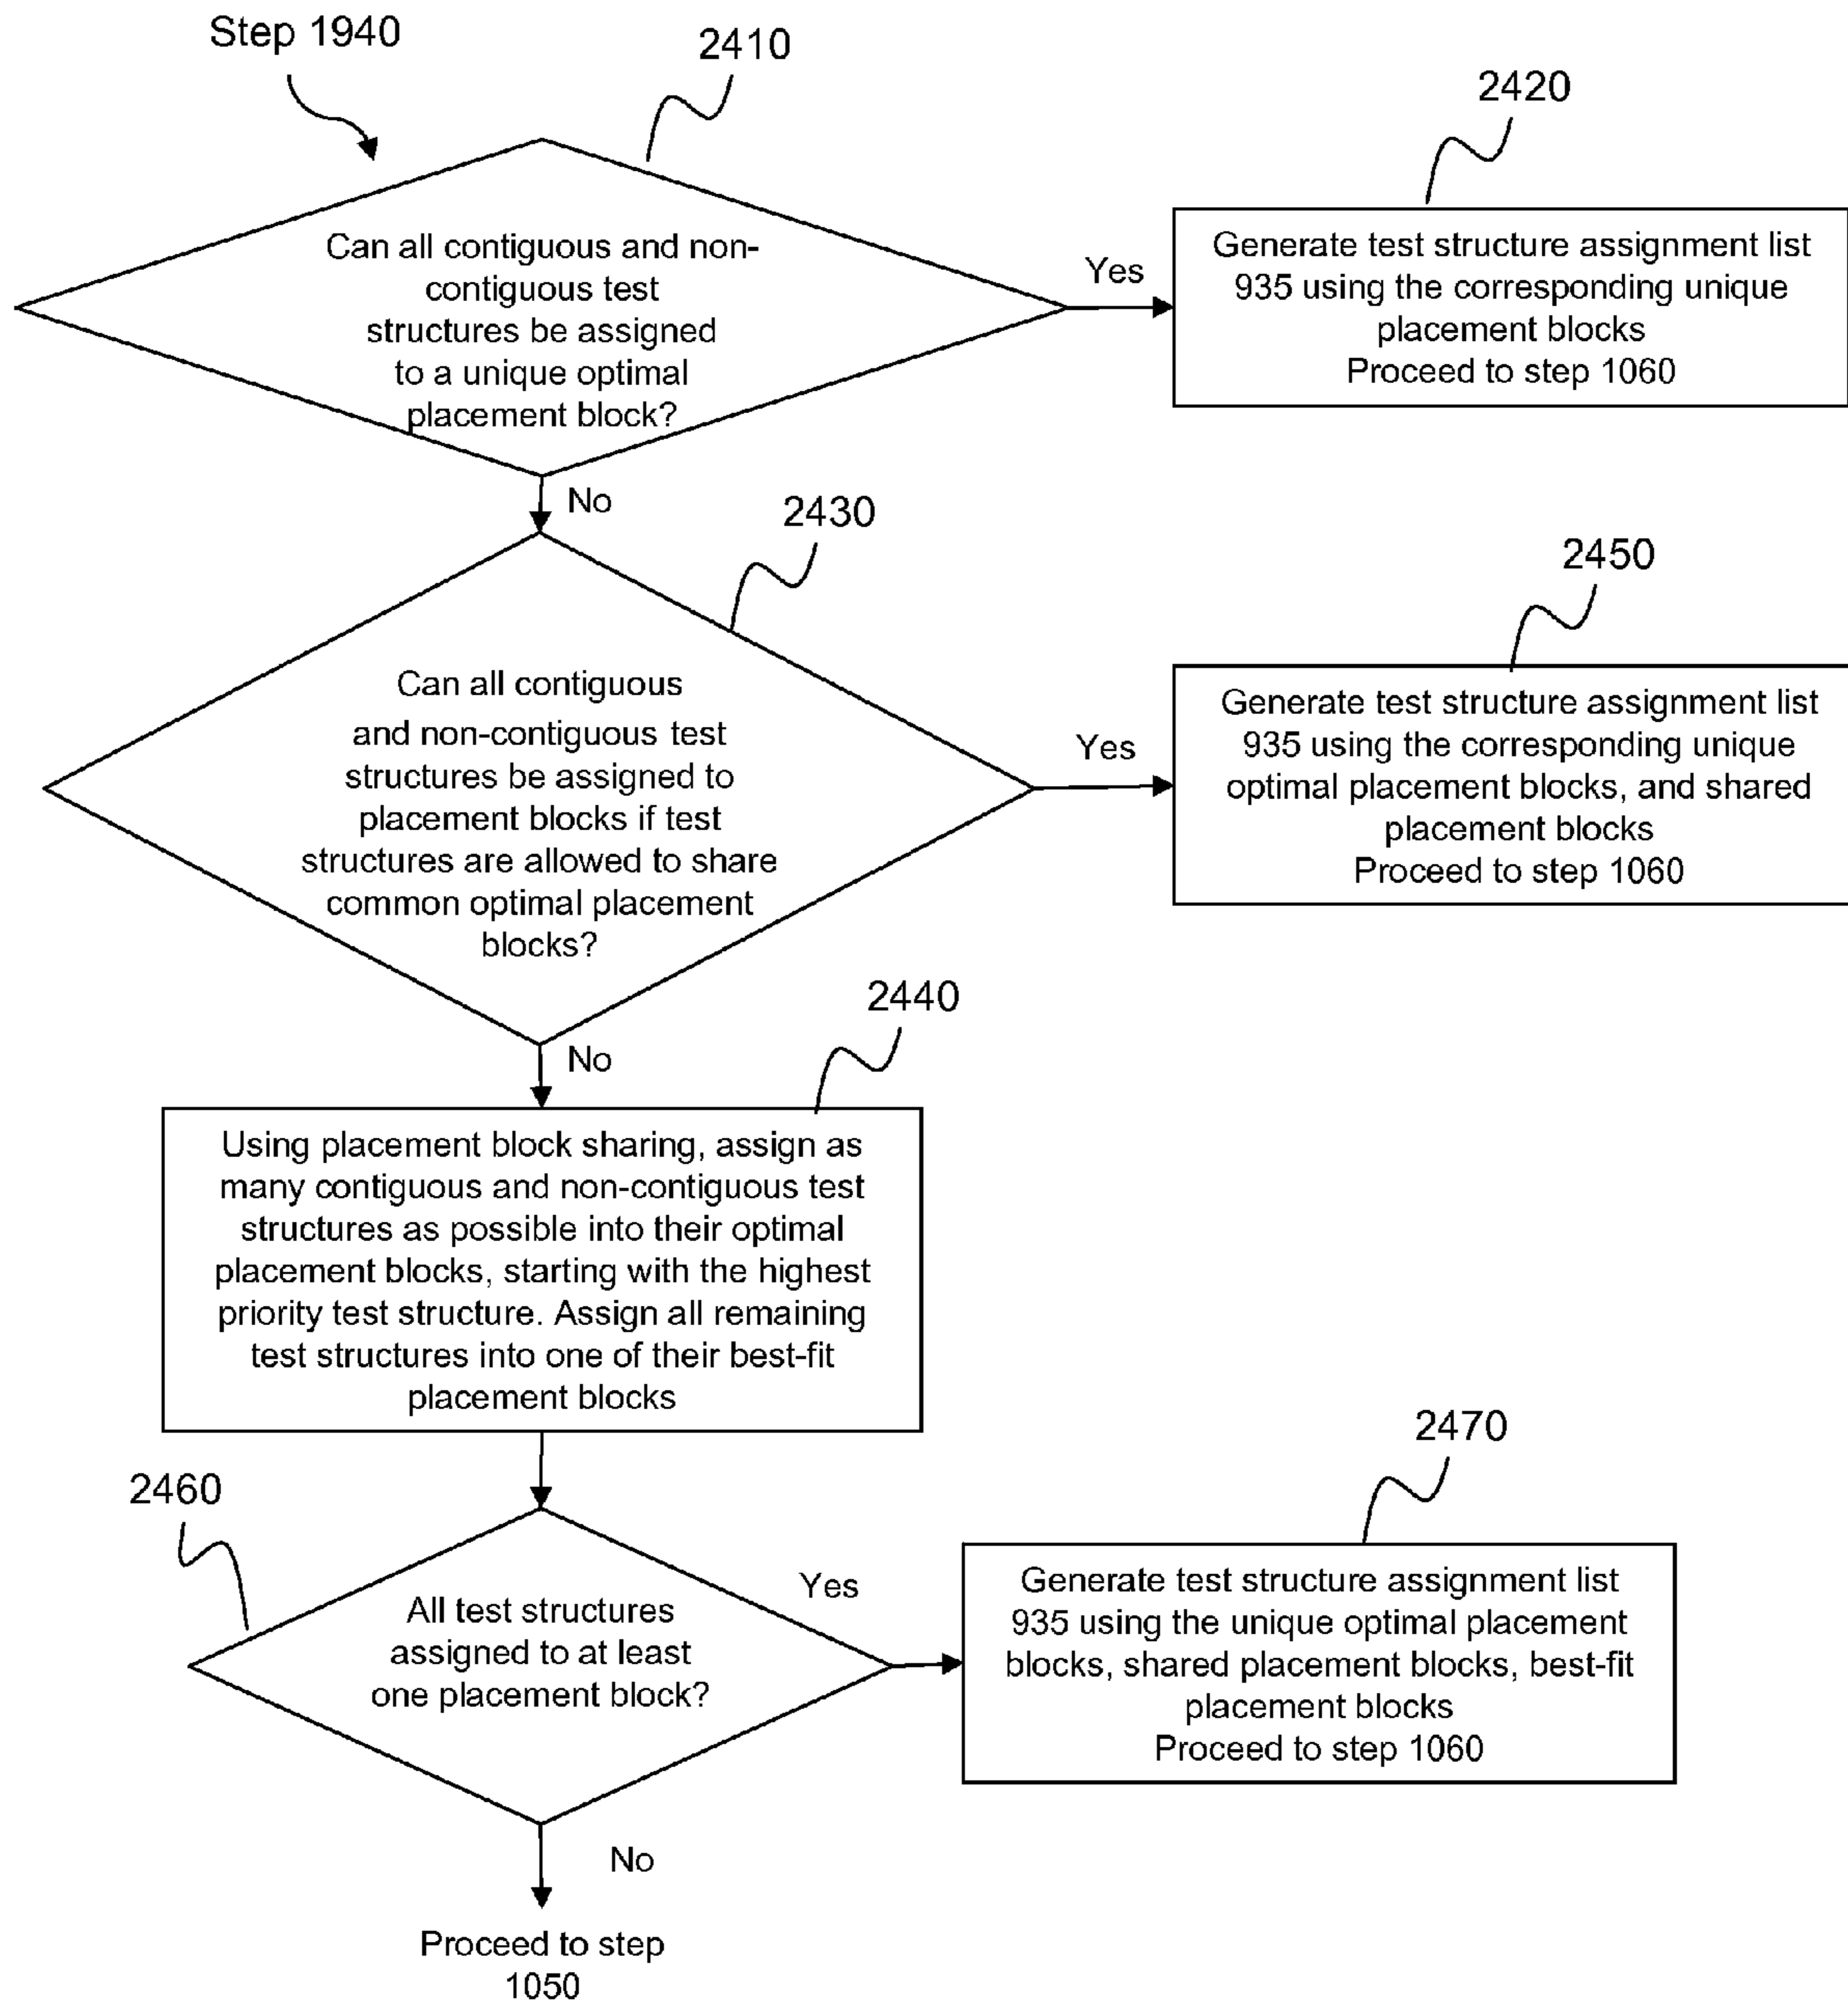 Step 1940
2410
2420
Can all contiguous and non-
contiguous test
structures be assigned
to a unique optimal
placement block?
Yes
Generate test structure assignment list
935 using the corresponding unique
placement blocks
Proceed to step 1060
No
2430
2450
Can all contiguous
and non-contiguous test
structures be assigned to
placement blocks if test
structures are allowed to share
common optimal placement
blocks?
Yes
Generate test structure assignment list
935 using the corresponding unique
optimal placement blocks, and shared
placement blocks
Proceed to step 1060
No
2440
Using placement block sharing, assign as
many contiguous and non-contiguous test
structures as possible into their optimal
placement blocks, starting with the highest
priority test structure. Assign all remaining
test structures into one of their best-fit
placement blocks
2460
2470
All test structures
assigned to at least
one placement block?
Yes
Generate test structure assignment list
935 using the unique optimal placement
blocks, shared placement blocks, best-fit
placement blocks
Proceed to step 1060
No
Proceed to step
1050